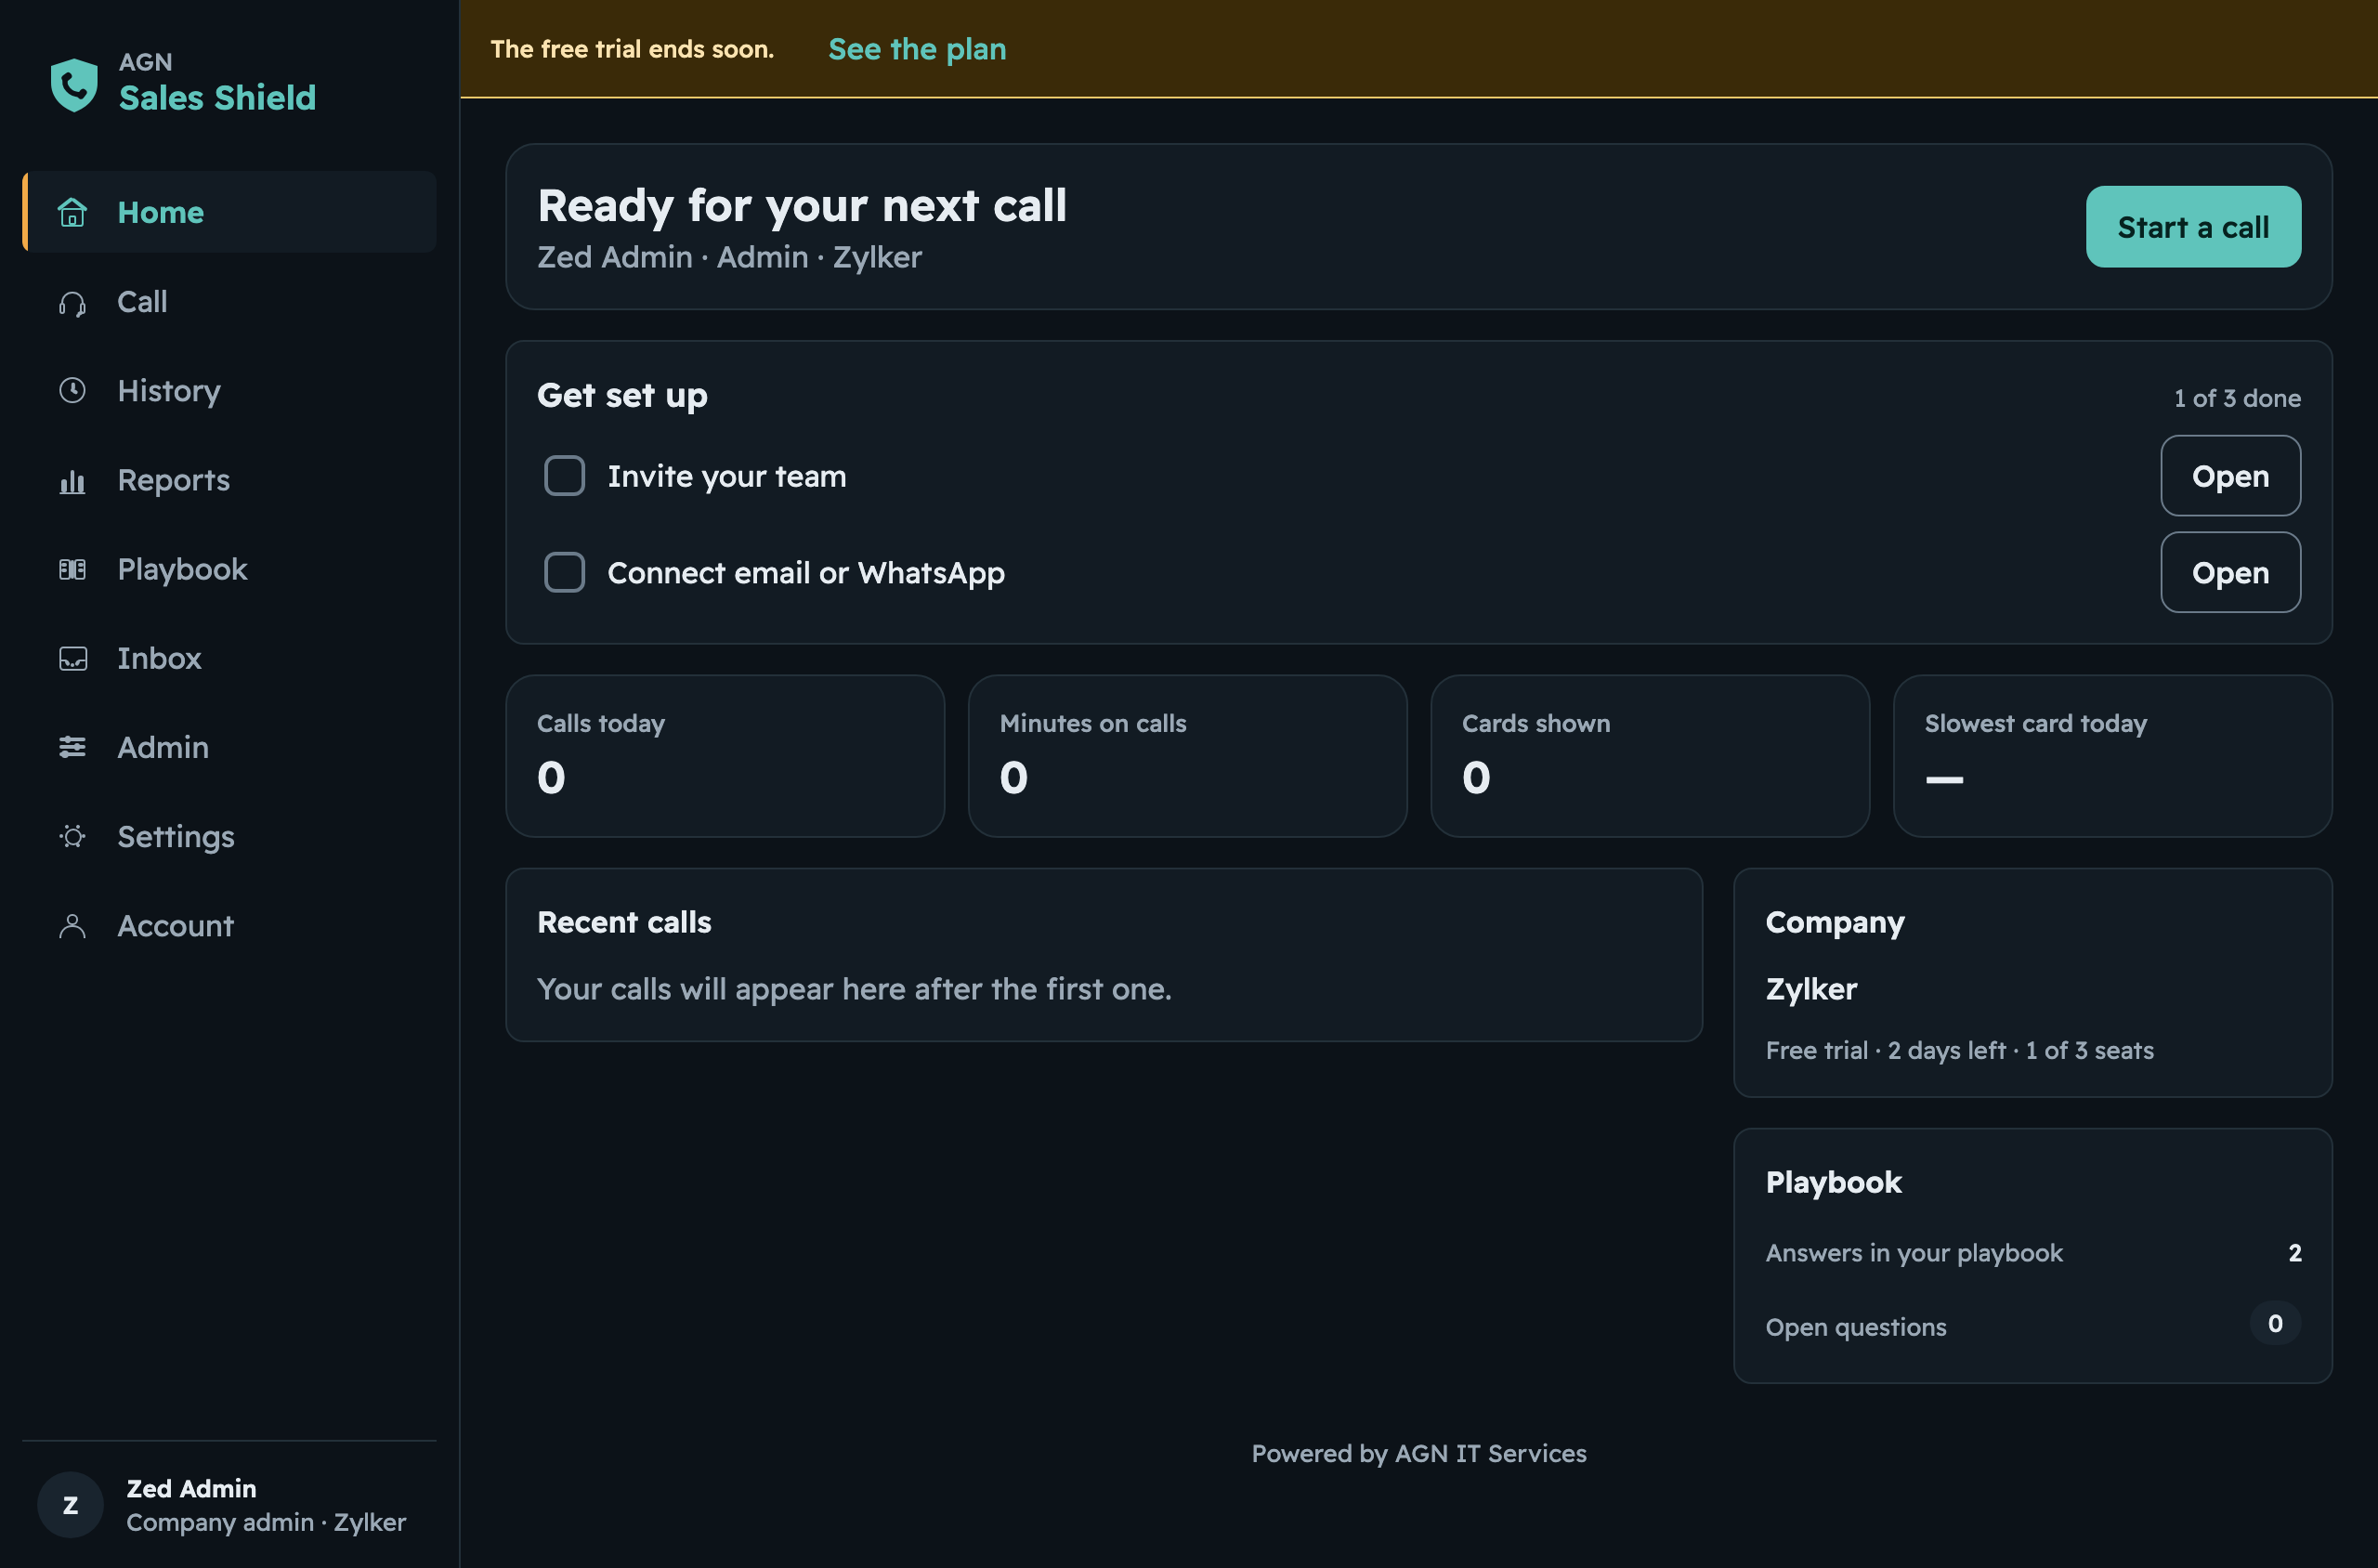 AGN
Sales Shield
Home
Call
History
Reports
Playbook
Inbox
Admin
Settings
Account
Z
Zed Admin
Company admin · Zylker
The free trial ends soon. See the plan
Ready for your next call
Zed Admin · Admin · Zylker
Start a call
Get set up
1 of 3 done
Invite your team
Open
Connect email or WhatsApp
Open
Calls today
0
Minutes on calls
0
Cards shown
0
Slowest card today
—
Recent calls
Your calls will appear here after the first one.
Company
Zylker
Free trial · 2 days left · 1 of 3 seats
Playbook
Answers in your playbook 2
Open questions 0
Powered by AGN IT Services